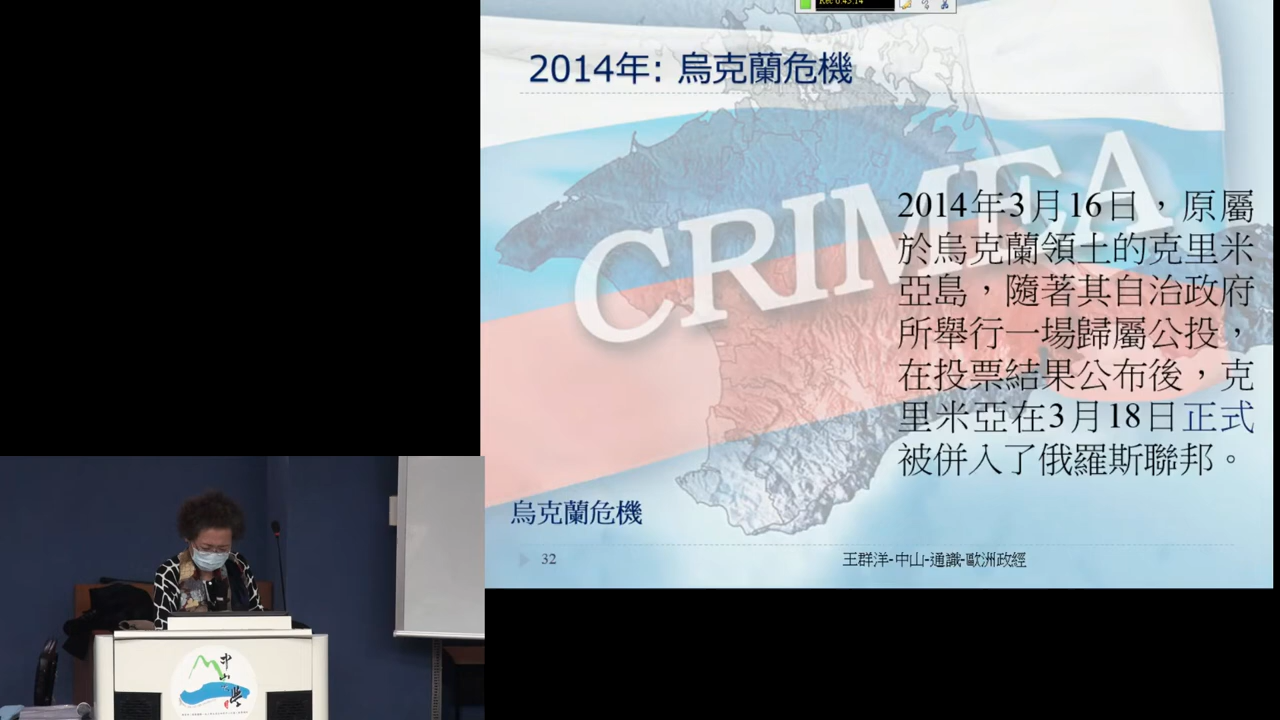 2014年: 烏克蘭危機
CRIMEA
2014年3月16日，原屬
於烏克蘭領土的克里米
亞島，隨著其自治政府
所舉行一場歸屬公投，
在投票結果公布後，克
里米亞在3月18日正式
被併入了俄羅斯聯邦。
烏克蘭危機
32
王群洋-中山-通識-歐洲政經
中山大學